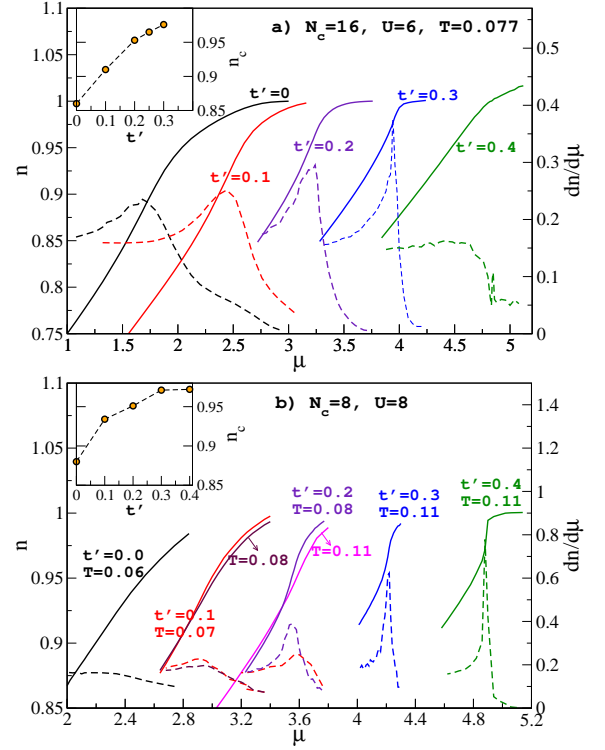 a) N_c=16, U=6, T=0.077
1.1
1.05
1
0.95
0.9
0.85
0.8
0.75
n
1
1.5
2
2.5
3
3.5
4
4.5
5
μ
0.5
0.4
0.3
0.2
0.1
0
dn/dμ
0.95
0.9
0.85
n_c
0
0.1
0.2
0.3
t'
t'=0
t'=0.1
t'=0.2
t'=0.3
t'=0.4
b) N_c=8, U=8
1.1
1.05
1
0.95
0.9
0.85
n
2
2.4
2.8
3.2
3.6
4
4.4
4.8
5.2
μ
1.4
1.2
1
0.8
0.6
0.4
0.2
0
dn/dμ
0.95
0.9
0.85
n_c
0
0.1
0.2
0.3
0.4
t'
t'=0.0
T=0.06
t'=0.1
T=0.07
T=0.08
t'=0.2
T=0.08
T=0.11
t'=0.3
T=0.11
t'=0.4
T=0.11